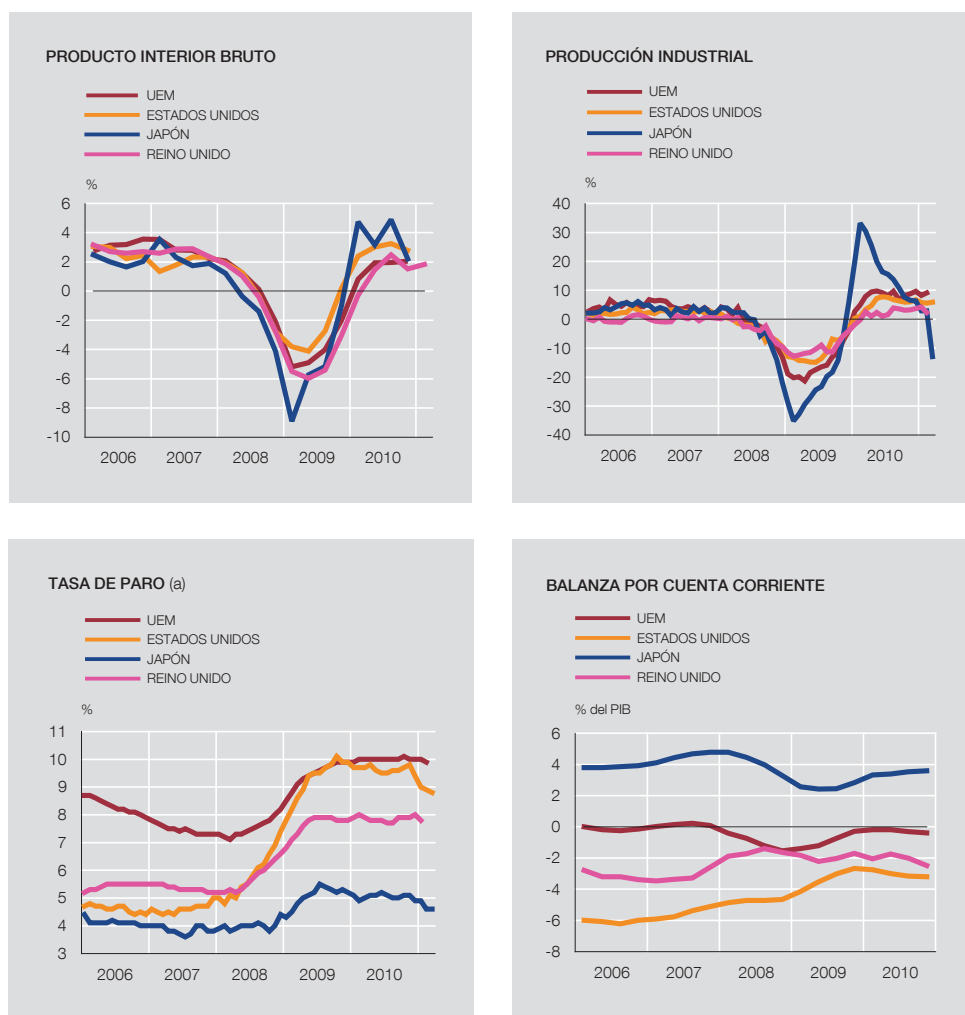 PRODUCTO INTERIOR BRUTO
UEM
ESTADOS UNIDOS
JAPÓN
REINO UNIDO
%
6
4
2
0
-2
-4
-6
-8
-10
2006 2007 2008 2009 2010
PRODUCCIÓN INDUSTRIAL
UEM
ESTADOS UNIDOS
JAPÓN
REINO UNIDO
%
40
30
20
10
0
-10
-20
-30
-40
2006 2007 2008 2009 2010
TASA DE PARO (a)
UEM
ESTADOS UNIDOS
JAPÓN
REINO UNIDO
%
11
10
9
8
7
6
5
4
3
2006 2007 2008 2009 2010
BALANZA POR CUENTA CORRIENTE
UEM
ESTADOS UNIDOS
JAPÓN
REINO UNIDO
% del PIB
6
4
2
0
-2
-4
-6
-8
2006 2007 2008 2009 2010